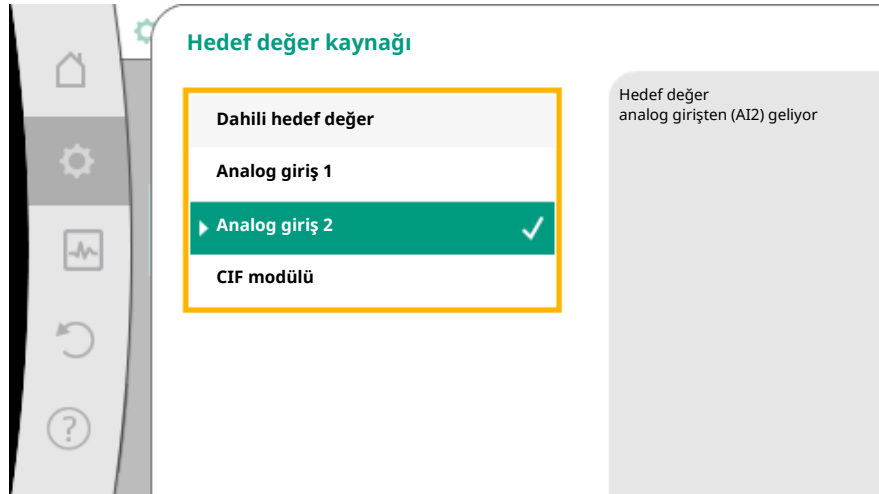 Hedef değer kaynağı
Dahili hedef değer
Analog giriş 1
Analog giriş 2
CIF modülü
Hedef değer
analog girişten (AI2) geliyor